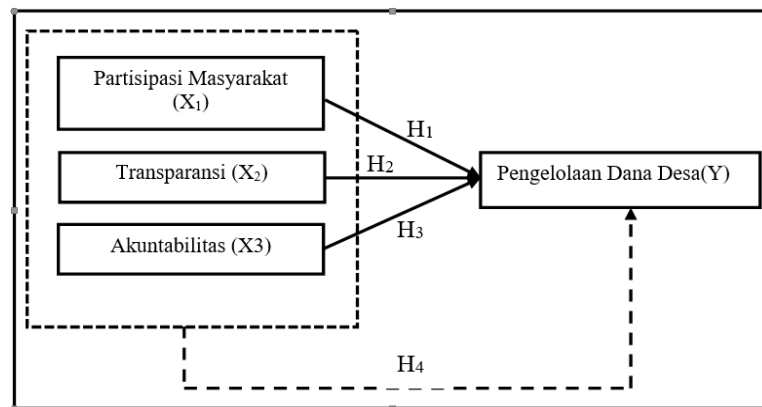 Partisipasi Masyarakat
(X₁)
H₁
Transparansi (X₂)
H₂
Pengelolaan Dana Desa(Y)
Akuntabilitas (X3)
H₃
H₄